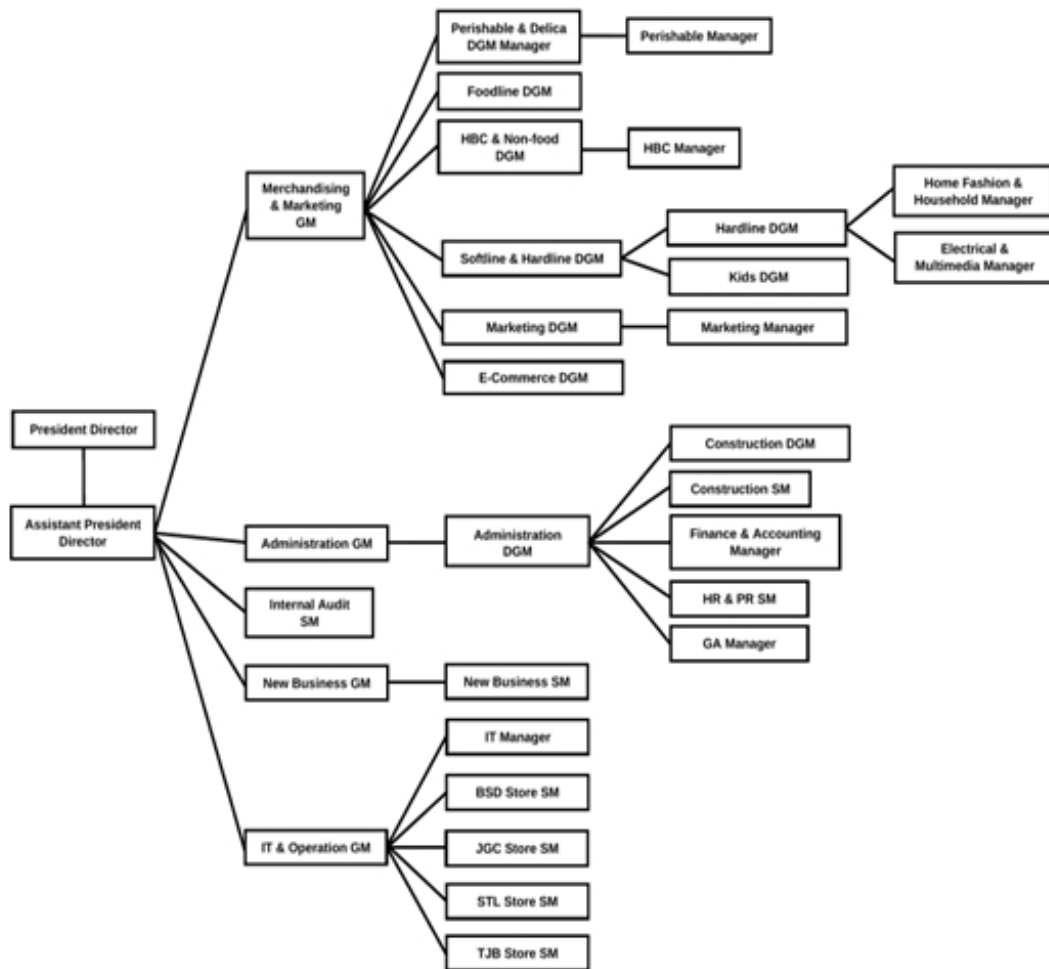 Perishable & Delica
DGM Manager
Perishable Manager
Foodline DGM
HBC & Non-food
DGM
HBC Manager
Merchandising
& Marketing
GM
Home Fashion &
Household Manager
Hardline DGM
Electrical &
Multimedia Manager
Softline & Hardline DGM
Kids DGM
Marketing DGM
Marketing Manager
E-Commerce DGM
President Director
Assistant President
Director
Construction DGM
Construction SM
Administration GM
Administration
DGM
Finance & Accounting
Manager
HR & PR SM
GA Manager
Internal Audit
SM
New Business GM
New Business SM
IT Manager
BSD Store SM
IT & Operation GM
JGC Store SM
STL Store SM
TJB Store SM